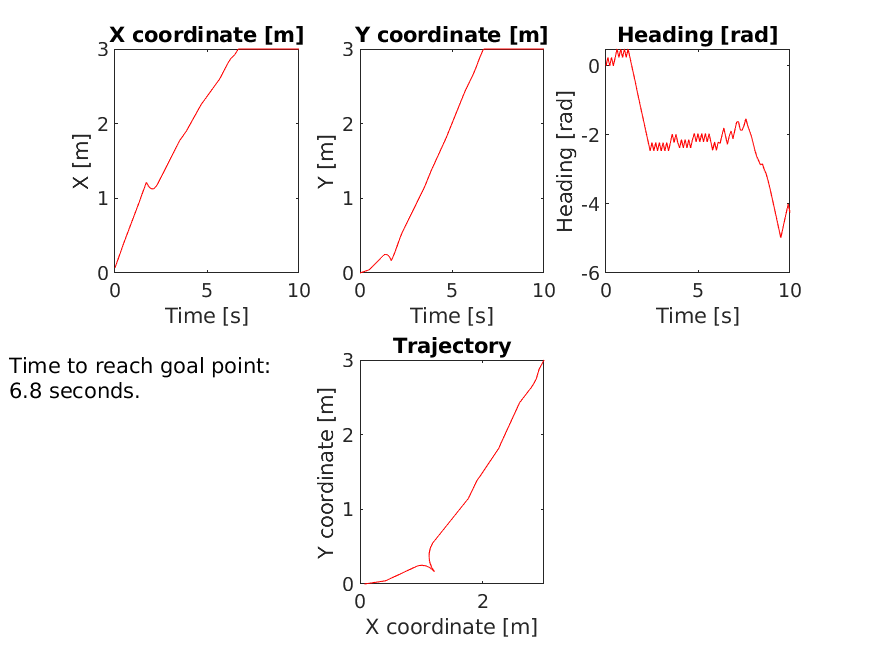 X coordinate [m]
3
2
1
0
X [m]
0 5 10
Time [s]
Y coordinate [m]
3
2
1
0
Y [m]
0 5 10
Time [s]
Heading [rad]
0
-2
-4
-6
Heading [rad]
0 5 10
Time [s]
Time to reach goal point:
6.8 seconds.
Trajectory
3
2
1
0
Y coordinate [m]
0 2
X coordinate [m]